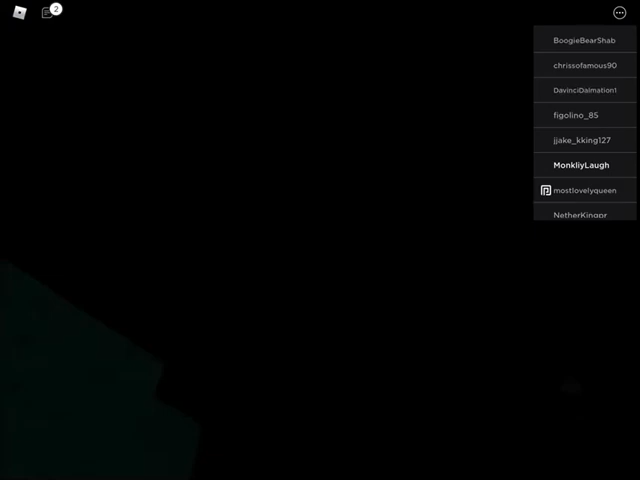 2
BoogieBearShab
chrissofamous90
DavinciDalmation1
figolino_85
jjake_kking127
MonkliyLaugh
mostlovelyqueen
NetherKingpr